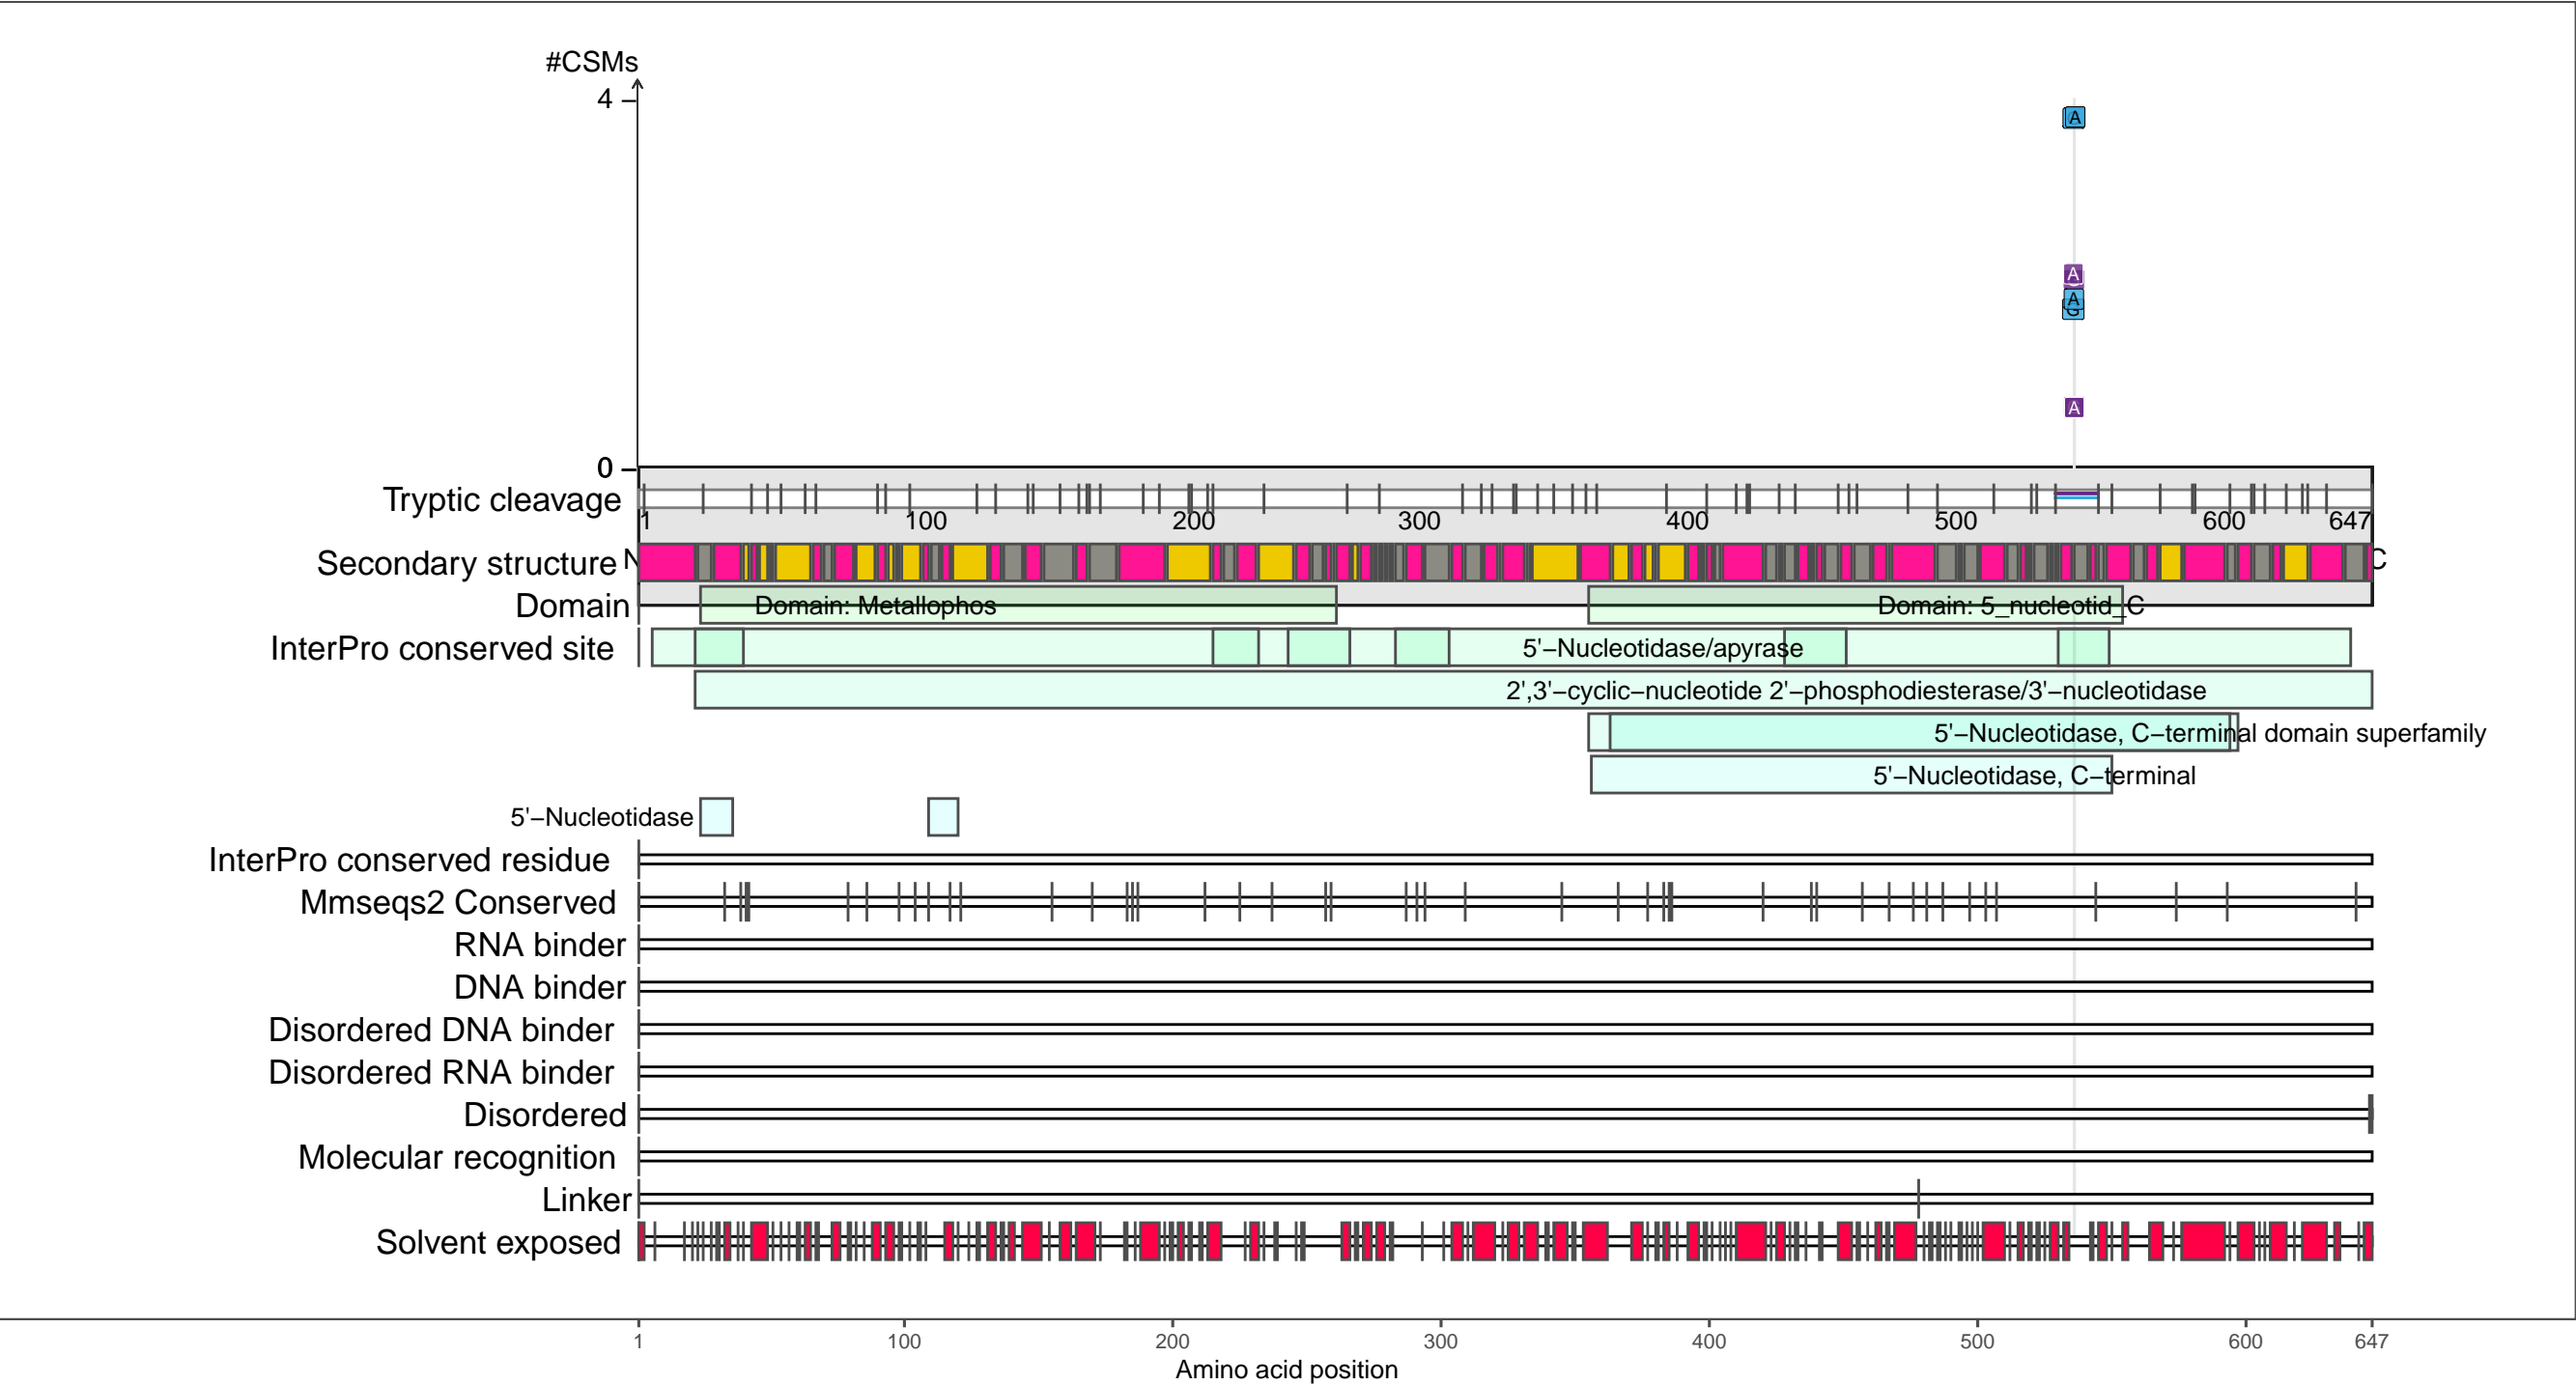 #CSMs
4
A
A
A
G
A
0
Tryptic cleavage
1 100 200 300 400 500 600 647
Secondary structure N C
Domain Domain: Metallophos Domain: 5_nucleotid_C
InterPro conserved site 5'−Nucleotidase/apyrase
2',3'−cyclic−nucleotide 2'−phosphodiesterase/3'−nucleotidase
5'−Nucleotidase, C−terminal domain superfamily
5'−Nucleotidase, C−terminal
5'−Nucleotidase
InterPro conserved residue
Mmseqs2 Conserved
RNA binder
DNA binder
Disordered DNA binder
Disordered RNA binder
Disordered
Molecular recognition
Linker
Solvent exposed
1 100 200 300 400 500 600 647
Amino acid position